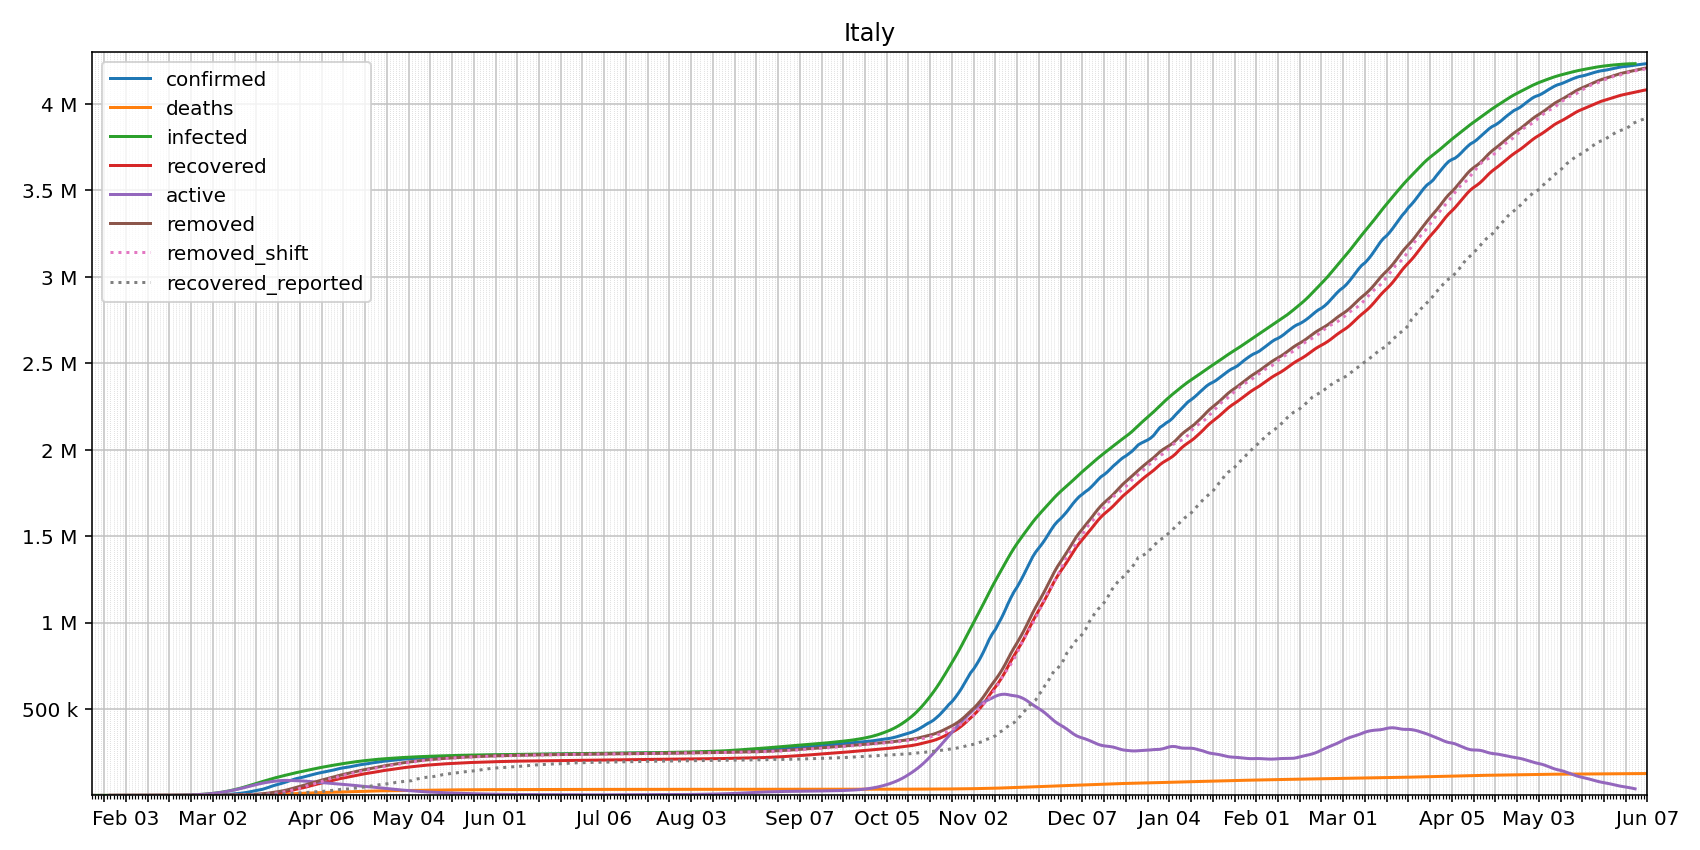 Italy
confirmed
deaths
infected
recovered
active
removed
removed_shift
recovered_reported
4 M
3.5 M
3 M
2.5 M
2 M
1.5 M
1 M
500 k
Feb 03 Mar 02 Apr 06 May 04 Jun 01 Jul 06 Aug 03 Sep 07 Oct 05 Nov 02 Dec 07 Jan 04 Feb 01 Mar 01 Apr 05 May 03 Jun 07